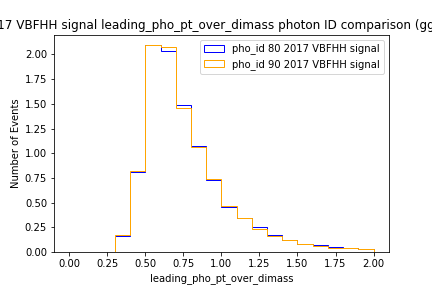 17 VBFHH signal leading_pho_pt_over_dimass photon ID comparison (gg
pho_id 80 2017 VBFHH signal
pho_id 90 2017 VBFHH signal
Number of Events
2.00
1.75
1.50
1.25
1.00
0.75
0.50
0.25
0.00
0.00 0.25 0.50 0.75 1.00 1.25 1.50 1.75 2.00
leading_pho_pt_over_dimass